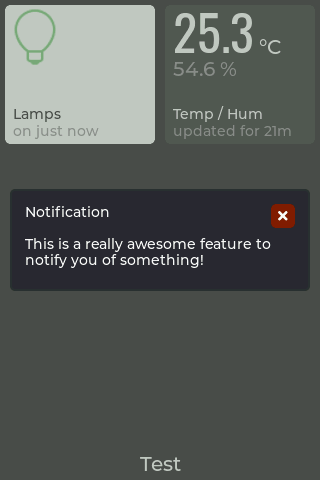 25.3 °C
54.6 %
Lamps
on just now
Temp / Hum
updated for 21m
Notification
This is a really awesome feature to
notify you of something!
Test